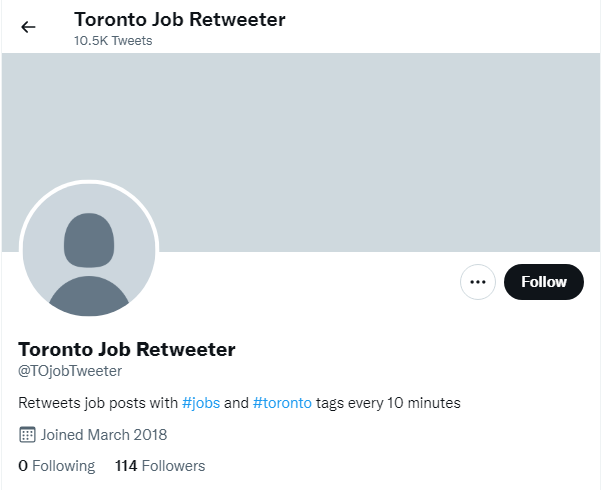 Toronto Job Retweeter
10.5K Tweets
Follow
Toronto Job Retweeter
@TOjobTweeter
Retweets job posts with #jobs and #toronto tags every 10 minutes
Joined March 2018
0 Following 114 Followers